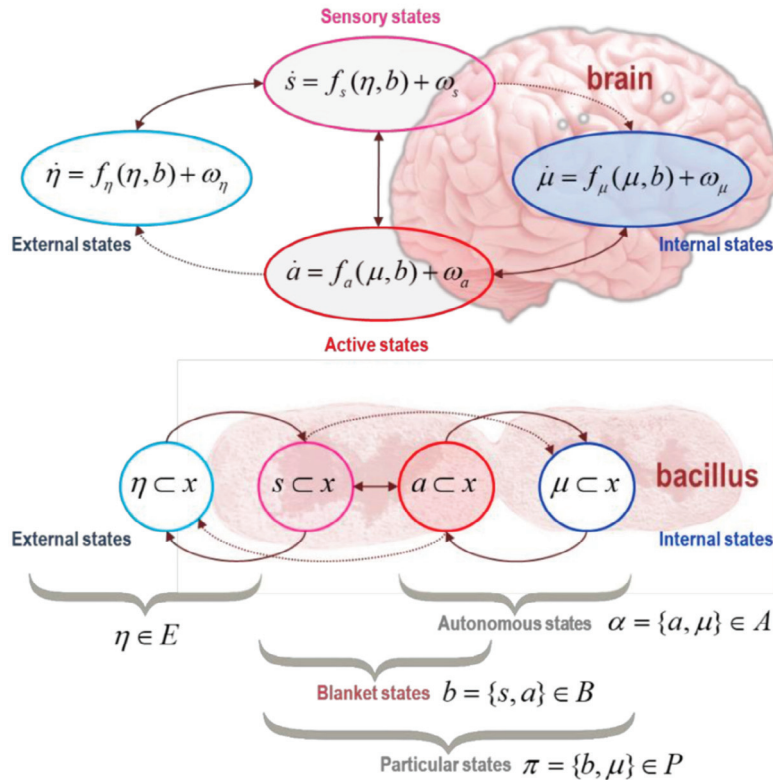 Sensory states
ṡ = f_s(η, b) + ω_s
brain
η̇ = f_η(η, b) + ω_η
μ̇ = f_μ(μ, b) + ω_μ
External states
Internal states
ȧ = f_a(μ, b) + ω_a
Active states
η ⊂ x
s ⊂ x
a ⊂ x
μ ⊂ x
bacillus
External states
Internal states
Autonomous states α = {a, μ} ∈ A
η ∈ E
Blanket states b = {s, a} ∈ B
Particular states π = {b, μ} ∈ P